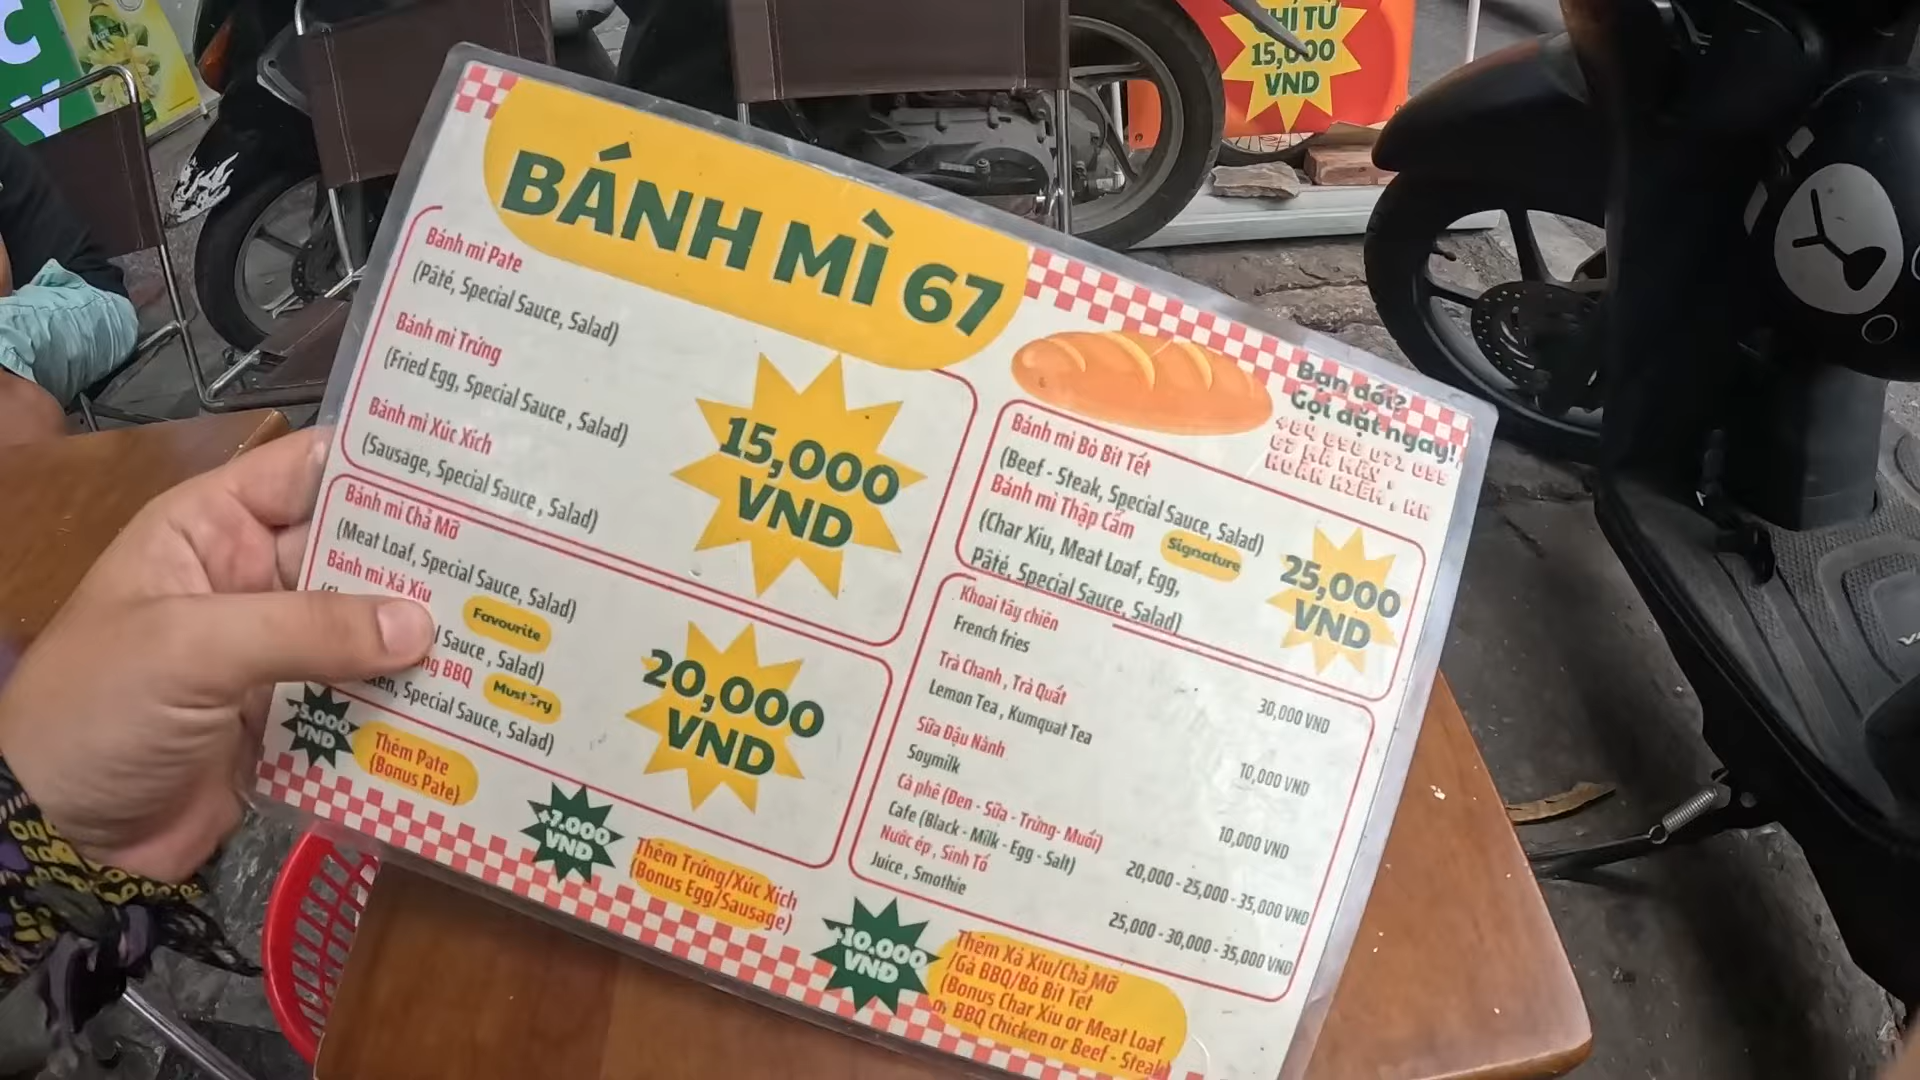 CY
HỈ TỪ
15,000
VND
BÁNH MÌ 67
Bánh mì Pate
(Pâté, Special Sauce, Salad)
Bánh mì Trứng
(Fried Egg, Special Sauce , Salad)
Bánh mì Xúc Xích
(Sausage, Special Sauce , Salad)
15,000
VND
Bánh mì Chả Mỡ
(Meat Loaf, Special Sauce, Salad)
Bánh mì Xá Xíu
Sauce , Salad)
Favourite
BBQ
Must Try
Special Sauce, Salad)
20,000
VND
+5.000
VND
Thêm Pate
(Bonus Pate)
+7.000
VND
Thêm Trứng/Xúc Xích
(Bonus Egg/Sausage)
+10.000
VND
Thêm Xá Xíu/Chả Mỡ
/Gà BBQ/Bò Bít Tết
(Bonus Char Xiu or Meat Loaf
or BBQ Chicken or Beef - Steak)
Bạn đói?
Gọi đặt ngay!
67 MÃ MÂY ,
HOÀN KIẾM , HN
Bánh mì Bò Bít Tết
(Beef - Steak, Special Sauce, Salad)
Bánh mì Thập Cẩm
Signature
(Char Xiu, Meat Loaf, Egg,
Pâté, Special Sauce, Salad)
25,000
VND
Khoai tây chiên
French fries
30,000 VND
Trà Chanh , Trà Quất
Lemon Tea , Kumquat Tea
10,000 VND
Sữa Đậu Nành
Soymilk
10,000 VND
Cà phê (Đen - Sữa - Trứng- Muối)
Cafe (Black - Milk - Egg - Salt)
20,000 - 25,000 - 35,000 VND
Nước ép , Sinh Tố
Juice , Smothie
25,000 - 30,000 - 35,000 VND